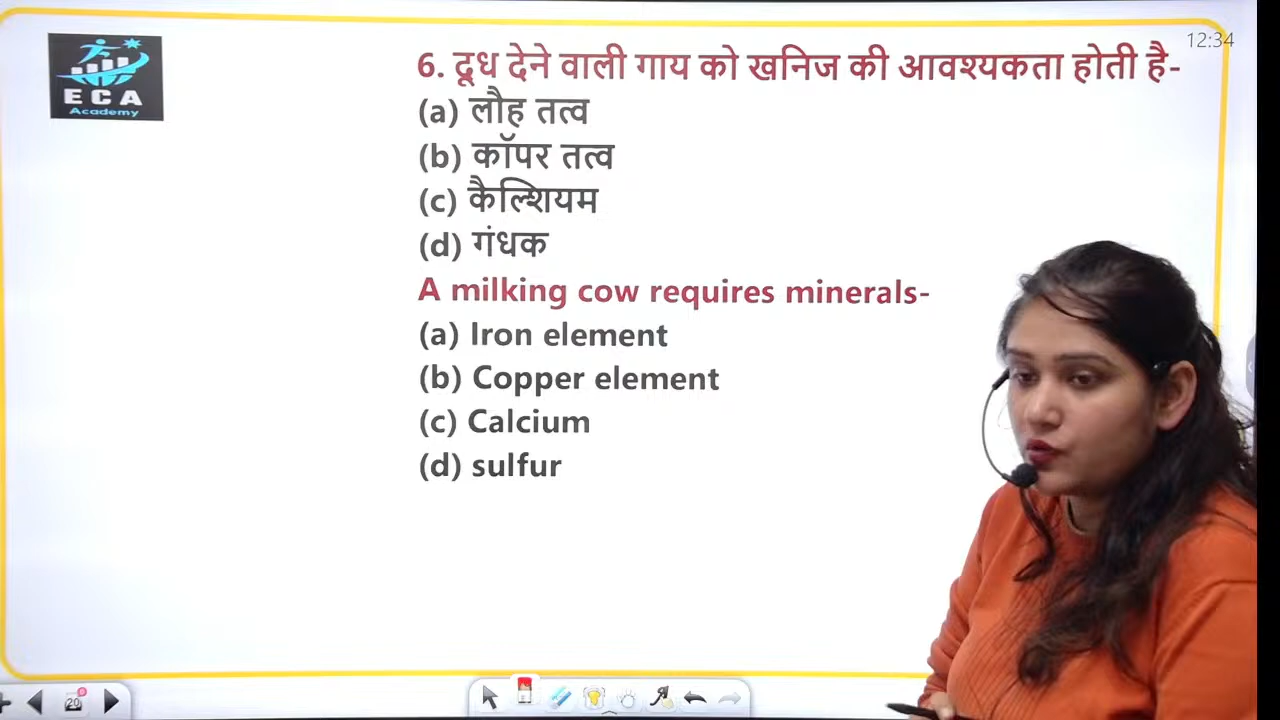 ECA
Academy
12:34
6. दूध देने वाली गाय को खनिज की आवश्यकता होती है-
(a) लौह तत्व
(b) कॉपर तत्व
(c) कैल्शियम
(d) गंधक
A milking cow requires minerals-
(a) Iron element
(b) Copper element
(c) Calcium
(d) sulfur
20